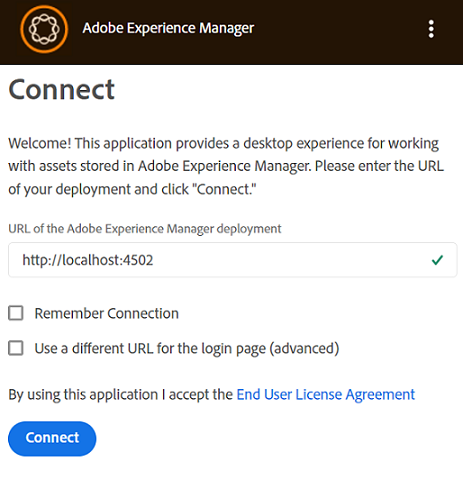 Adobe Experience Manager
Connect
Welcome! This application provides a desktop experience for working
with assets stored in Adobe Experience Manager. Please enter the URL
of your deployment and click "Connect."
URL of the Adobe Experience Manager deployment
http://localhost:4502
Remember Connection
Use a different URL for the login page (advanced)
By using this application I accept the End User License Agreement
Connect